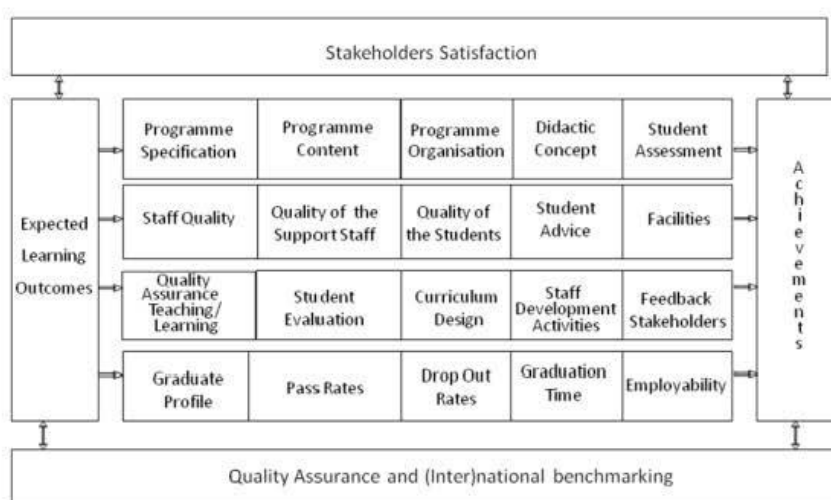 Stakeholders Satisfaction
Expected
Learning
Outcomes
Programme
Specification
Programme
Content
Programme
Organisation
Didactic
Concept
Student
Assessment
Staff Quality
Quality of the
Support Staff
Quality of
the Students
Student
Advice
Facilities
Quality
Assurance
Teaching/
Learning
Student
Evaluation
Curriculum
Design
Staff
Development
Activities
Feedback
Stakeholders
Graduate
Profile
Pass Rates
Drop Out
Rates
Graduation
Time
Employability
Achievements
Quality Assurance and (Inter)national benchmarking